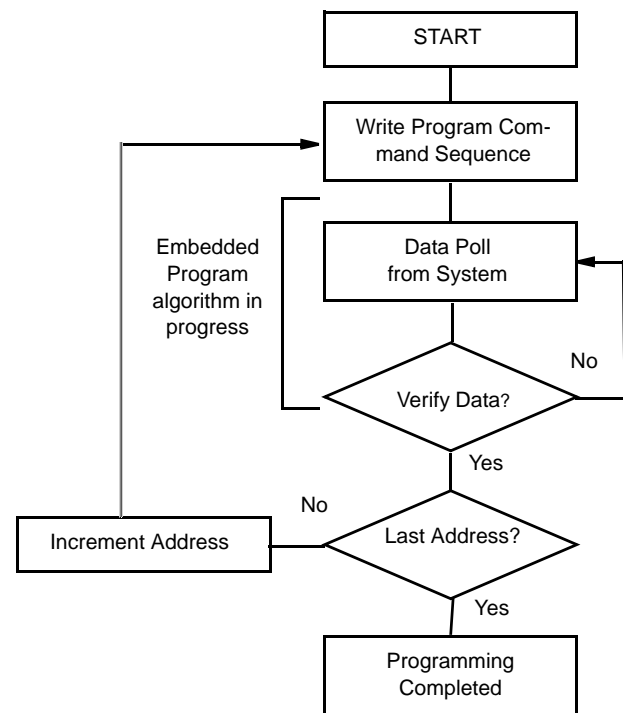 START
Write Program Com-
mand Sequence
Embedded
Program
algorithm in
progress
Data Poll
from System
No
Verify Data?
Yes
No
Increment Address
Last Address?
Yes
Programming
Completed